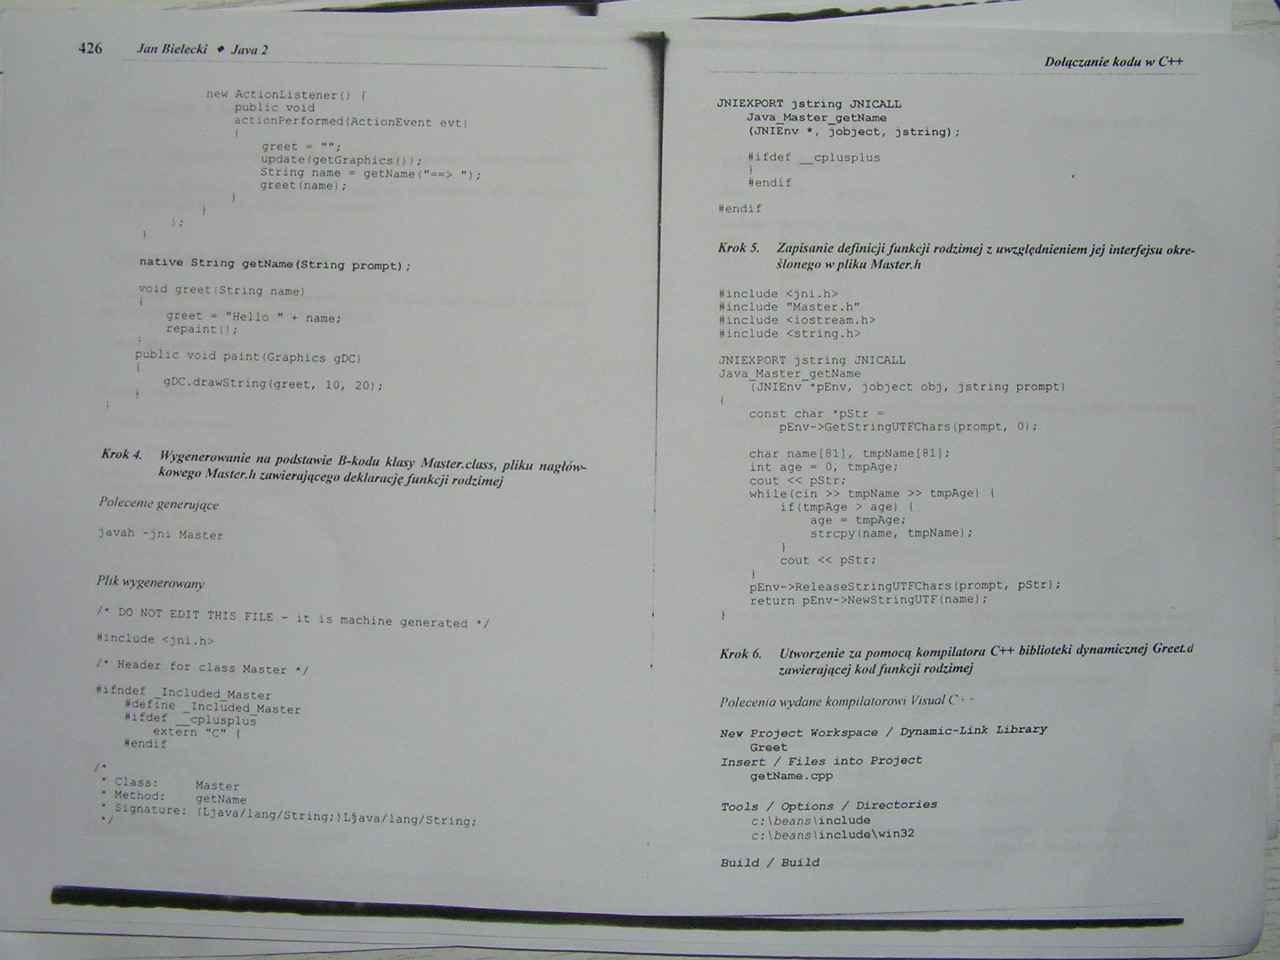 426 Jan Bielecki ♦ Java 2
new ActionListener() {
public void
actionPerformed(ActionEvent evt)
{
greet = "";
update(getGraphics());
String name = getName("==> ");
greet(name);
}
}
);
}
native String getName(String prompt);
void greet(String name)
{
greet = "Hello " + name;
repaint();
}
public void paint(Graphics gDC)
{
gDC.drawString(greet, 10, 20);
}
}
Krok 4. Wygenerowanie na podstawie B-kodu klasy Master.class, pliku nagłów-
kowego Master.h zawierającego deklarację funkcji rodzimej
Polecenie generujące
javah -jni Master
Plik wygenerowany
/* DO NOT EDIT THIS FILE - it is machine generated */
#include <jni.h>
/* Header for class Master */
#ifndef _Included_Master
#define _Included_Master
#ifdef __cplusplus
extern "C" {
#endif
/*
* Class: Master
* Method: getName
* Signature: (Ljava/lang/String;)Ljava/lang/String;
*/
Dołączanie kodu w C++
JNIEXPORT jstring JNICALL
Java_Master_getName
(JNIEnv *, jobject, jstring);
#ifdef __cplusplus
}
#endif
#endif
Krok 5. Zapisanie definicji funkcji rodzimej z uwzględnieniem jej interfejsu okre-
ślonego w pliku Master.h
#include <jni.h>
#include "Master.h"
#include <iostream.h>
#include <string.h>
JNIEXPORT jstring JNICALL
Java_Master_getName
(JNIEnv *pEnv, jobject obj, jstring prompt)
{
const char *pStr =
pEnv->GetStringUTFChars(prompt, 0);
char name[81], tmpName[81];
int age = 0, tmpAge;
cout << pStr;
while(cin >> tmpName >> tmpAge) {
if(tmpAge > age) {
age = tmpAge;
strcpy(name, tmpName);
}
cout << pStr;
}
pEnv->ReleaseStringUTFChars(prompt, pStr);
return pEnv->NewStringUTF(name);
}
Krok 6. Utworzenie za pomocą kompilatora C++ biblioteki dynamicznej Greet.d
zawierającej kod funkcji rodzimej
Polecenia wydane kompilatorowi Visual C++
New Project Workspace / Dynamic-Link Library
Greet
Insert / Files into Project
getName.cpp
Tools / Options / Directories
c:\beans\include
c:\beans\include\win32
Build / Build